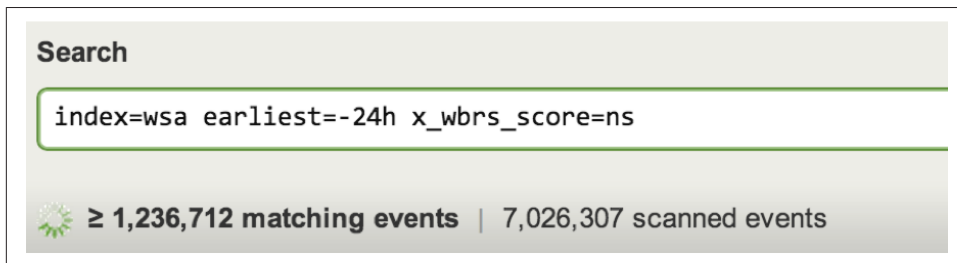 Search
index=wsa earliest=-24h x_wbrs_score=ns
≥ 1,236,712 matching events | 7,026,307 scanned events